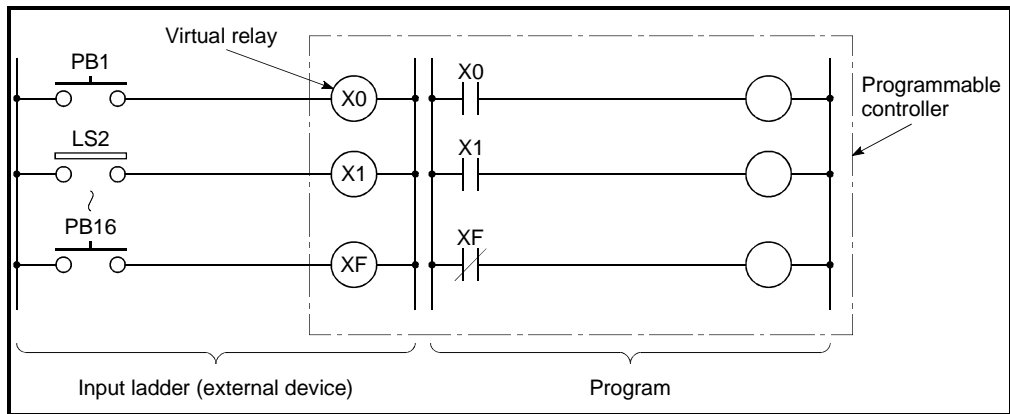 Virtual relay
PB1
X0
X0
Programmable
controller
LS2
X1
X1
PB16
XF
XF
Input ladder (external device)
Program